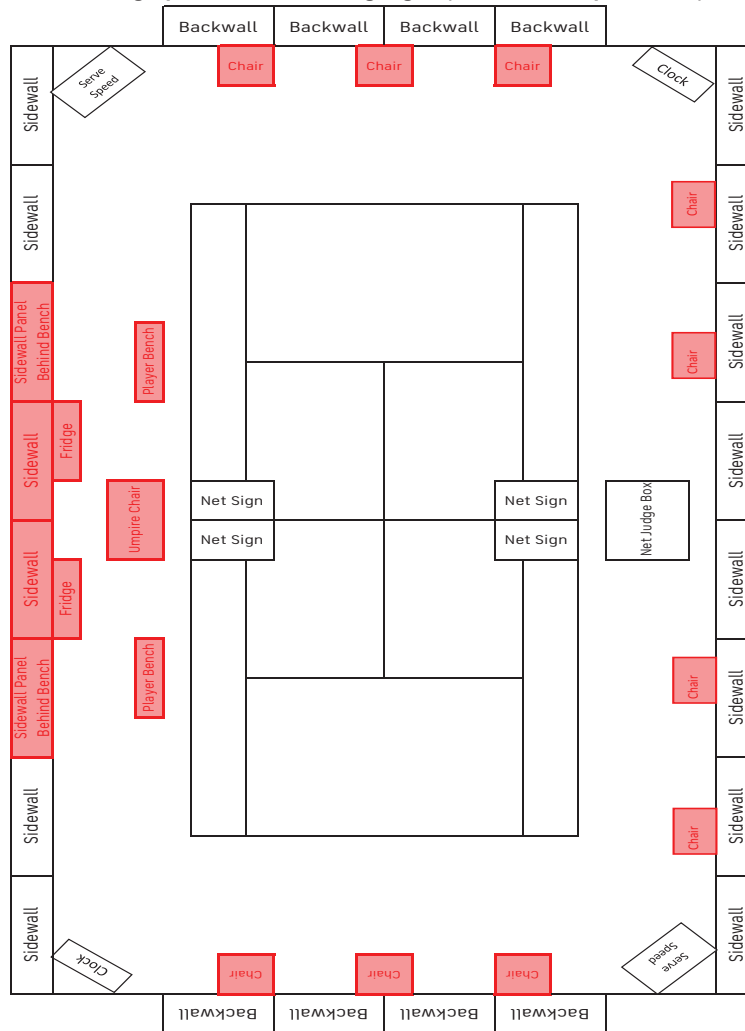 Backwall
Backwall
Backwall
Backwall
Chair
Chair
Chair
Serve
Speed
Clock
Sidewall
Sidewall
Sidewall
Sidewall
Chair
Sidewall Panel
Behind Bench
Player Bench
Chair
Sidewall
Sidewall
Fridge
Sidewall
Umpire Chair
Net Sign
Net Sign
Net Judge Box
Net Sign
Net Sign
Sidewall
Fridge
Sidewall
Sidewall Panel
Behind Bench
Player Bench
Chair
Sidewall
Sidewall
Chair
Sidewall
Sidewall
Clock
Serve
Speed
Sidewall
Chair
Chair
Chair
Backwall
Backwall
Backwall
Backwall